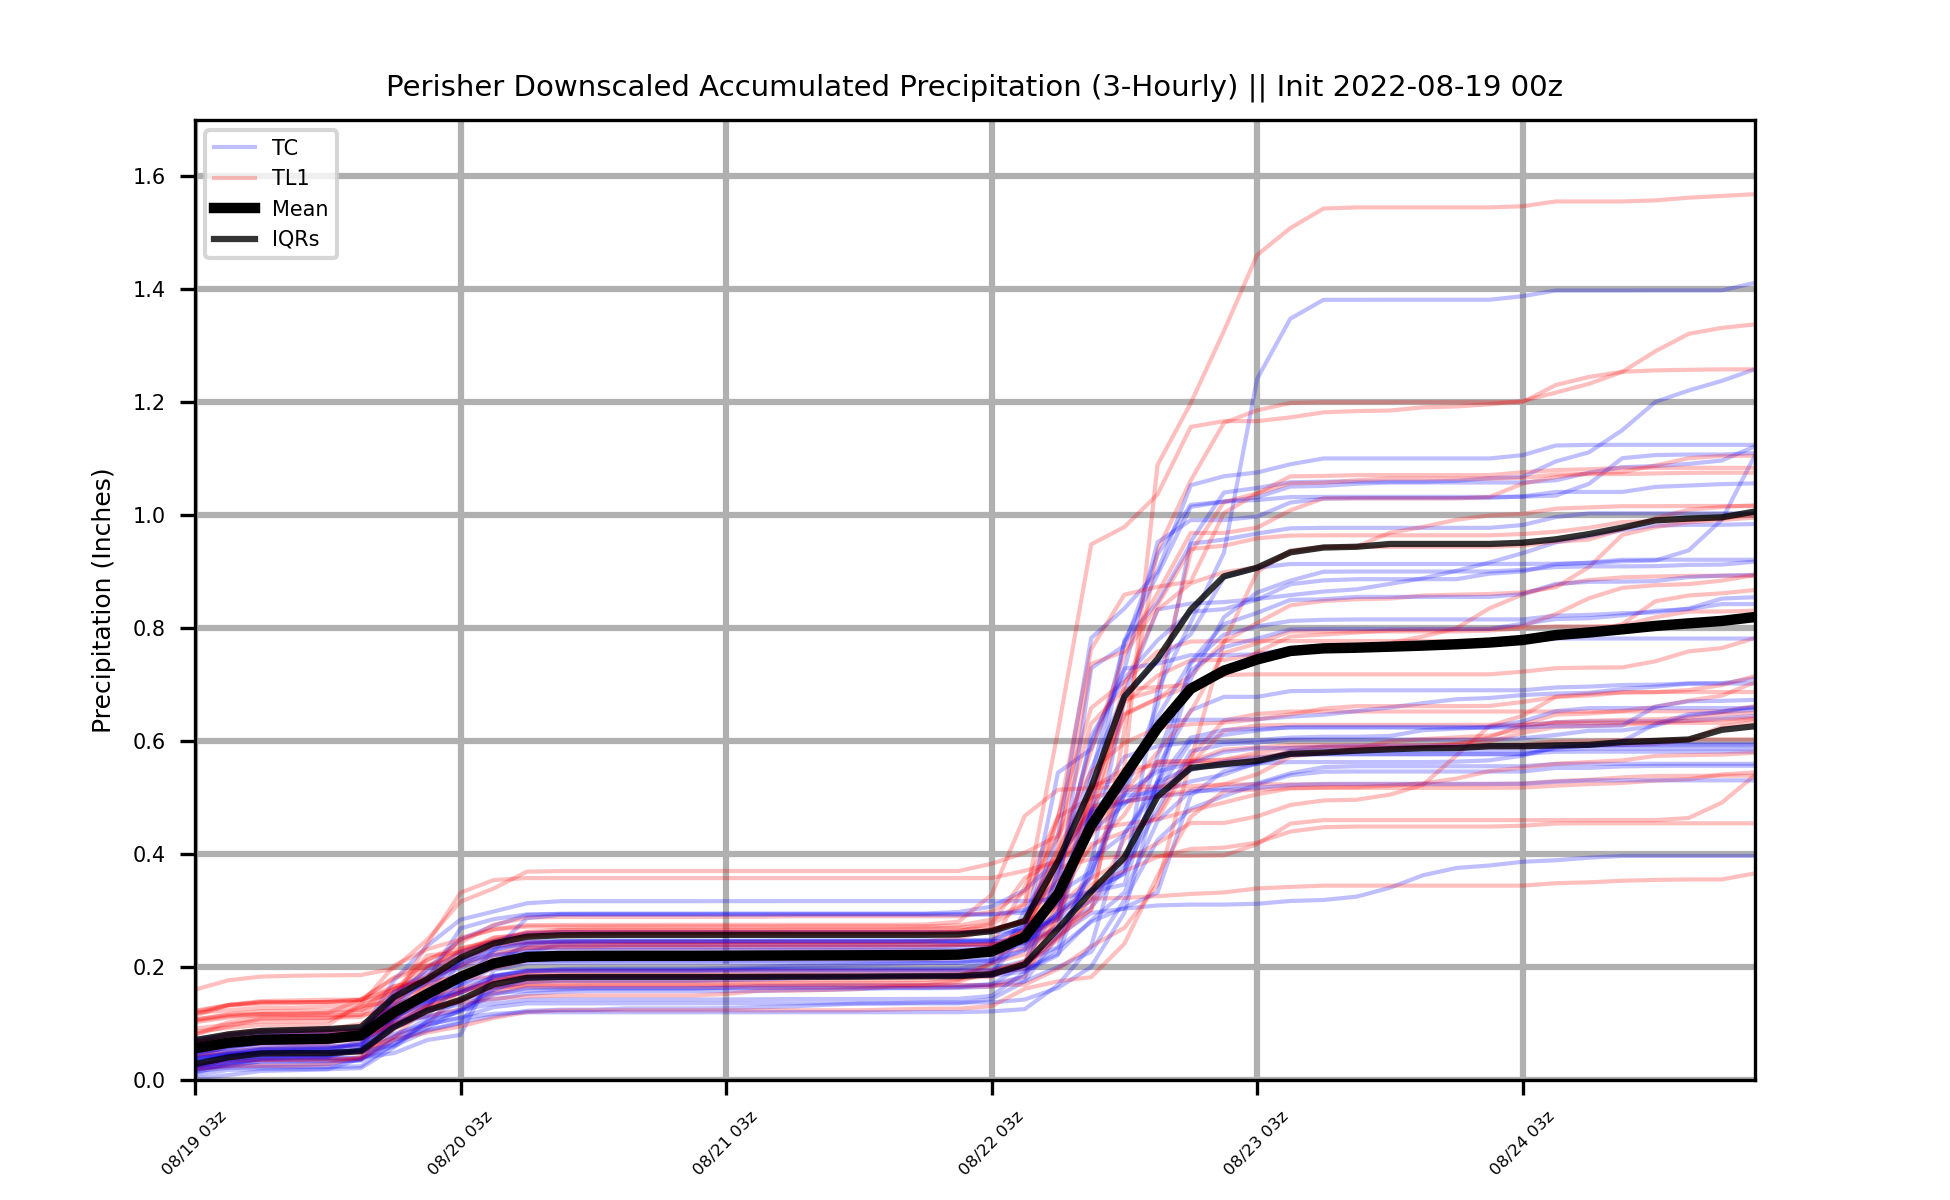 Perisher Downscaled Accumulated Precipitation (3-Hourly) || Init 2022-08-19 00z
TC
TL1
Mean
IQRs
Precipitation (Inches)
1.6
1.4
1.2
1.0
0.8
0.6
0.4
0.2
0.0
08/19 03z
08/20 03z
08/21 03z
08/22 03z
08/23 03z
08/24 03z